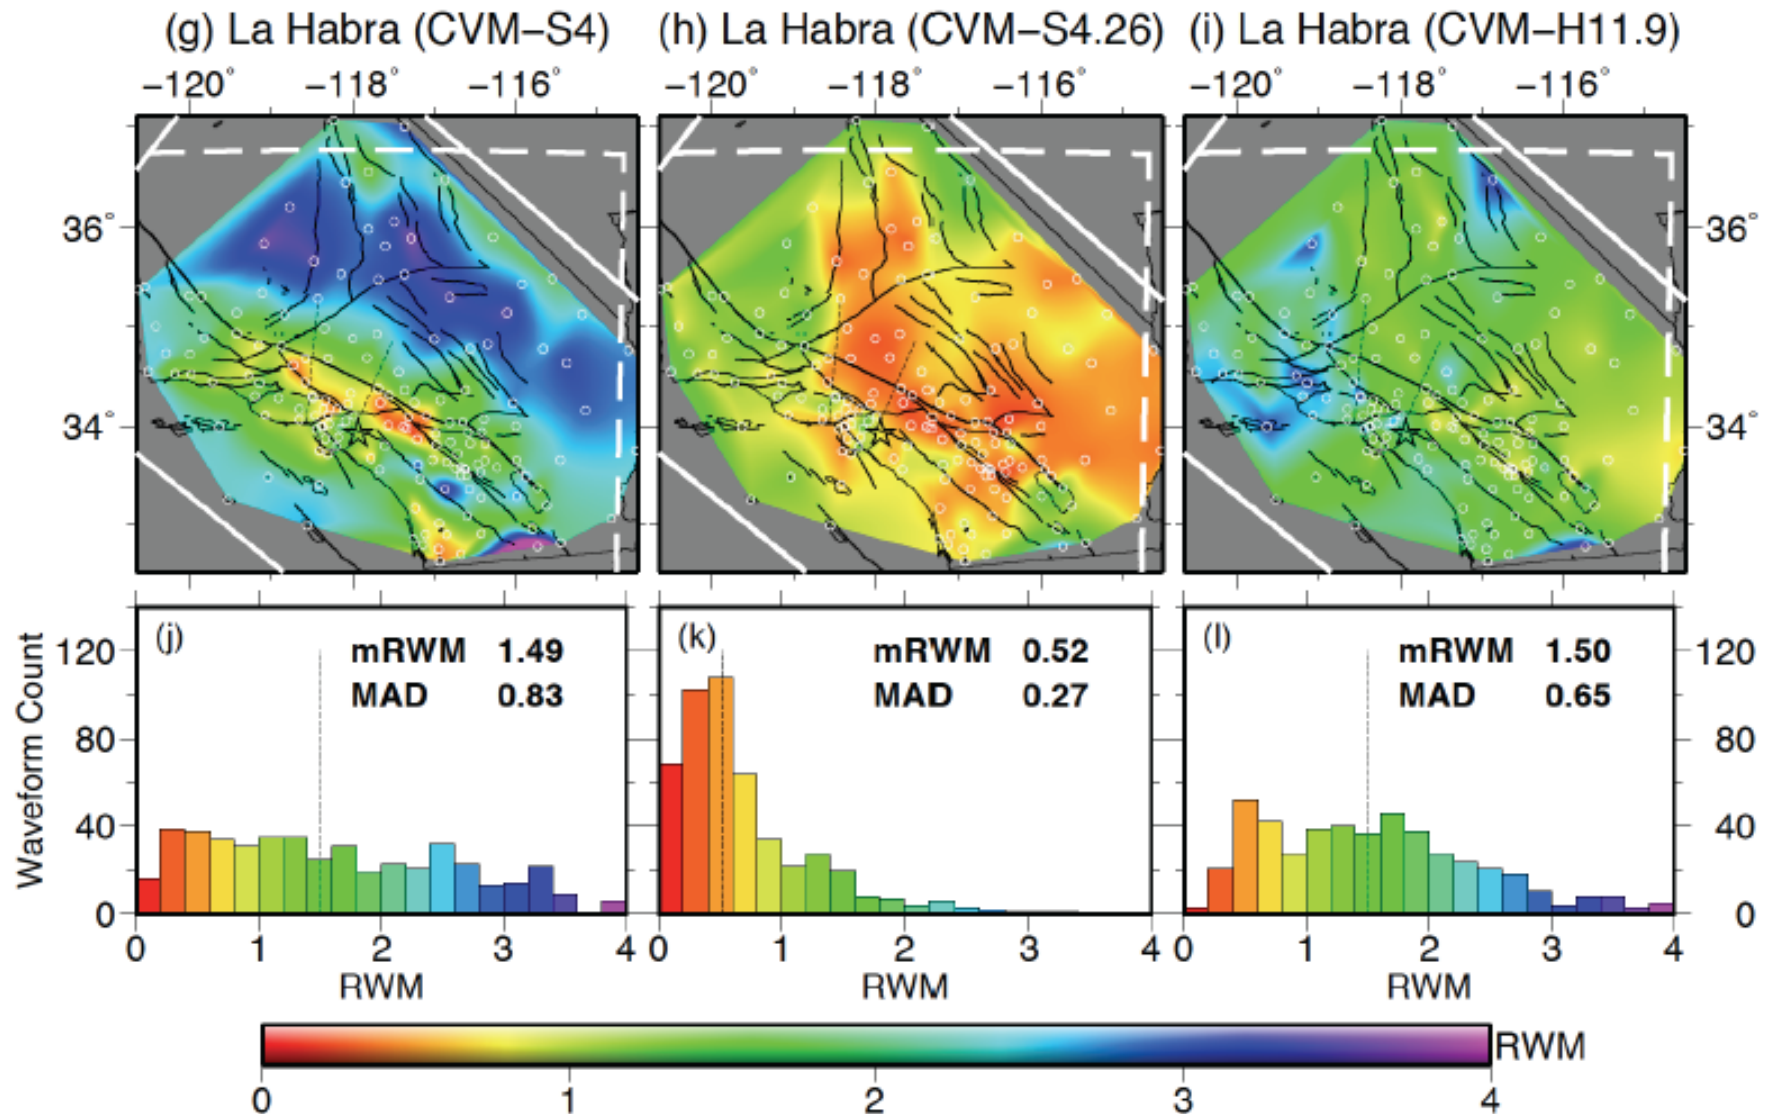 (g) La Habra (CVM−S4) (h) La Habra (CVM−S4.26) (i) La Habra (CVM−H11.9)
−120° −118° −116° −120° −118° −116° −120° −118° −116°
36° 36°
34° 34°
(j) mRWM 1.49 (k) mRWM 0.52 (l) mRWM 1.50
MAD 0.83 MAD 0.27 MAD 0.65
Waveform Count
120 120
80 80
40 40
0 0
0 1 2 3 4 0 1 2 3 4 0 1 2 3 4
RWM RWM RWM
RWM
0 1 2 3 4